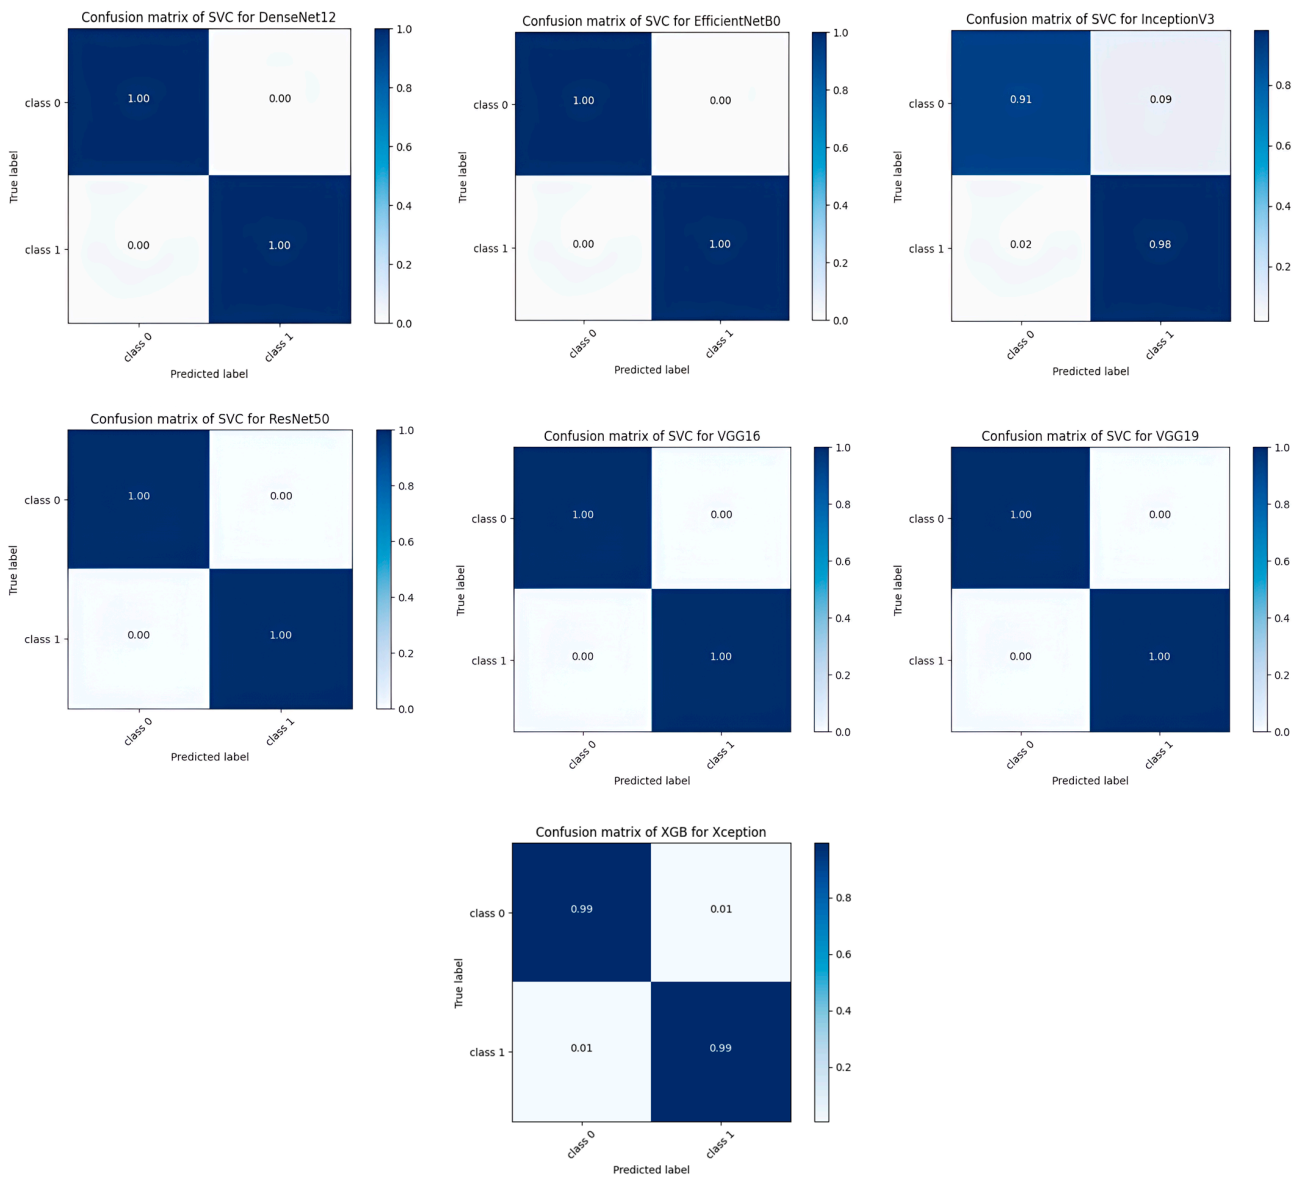 Confusion matrix of SVC for DenseNet12
1.0
0.8
0.6
0.4
0.2
0.0
True label
class 0
1.00
0.00
class 1
0.00
1.00
class 0
class 1
Predicted label
Confusion matrix of SVC for EfficientNetB0
1.0
0.8
0.6
0.4
0.2
0.0
True label
class 0
1.00
0.00
class 1
0.00
1.00
class 0
class 1
Predicted label
Confusion matrix of SVC for InceptionV3
0.8
0.6
0.4
0.2
True label
class 0
0.91
0.09
class 1
0.02
0.98
class 0
class 1
Predicted label
Confusion matrix of SVC for ResNet50
1.0
0.8
0.6
0.4
0.2
0.0
True label
class 0
1.00
0.00
class 1
0.00
1.00
class 0
class 1
Predicted label
Confusion matrix of SVC for VGG16
1.0
0.8
0.6
0.4
0.2
0.0
True label
class 0
1.00
0.00
class 1
0.00
1.00
class 0
class 1
Predicted label
Confusion matrix of SVC for VGG19
1.0
0.8
0.6
0.4
0.2
0.0
True label
class 0
1.00
0.00
class 1
0.00
1.00
class 0
class 1
Predicted label
Confusion matrix of XGB for Xception
0.8
0.6
0.4
0.2
True label
class 0
0.99
0.01
class 1
0.01
0.99
class 0
class 1
Predicted label